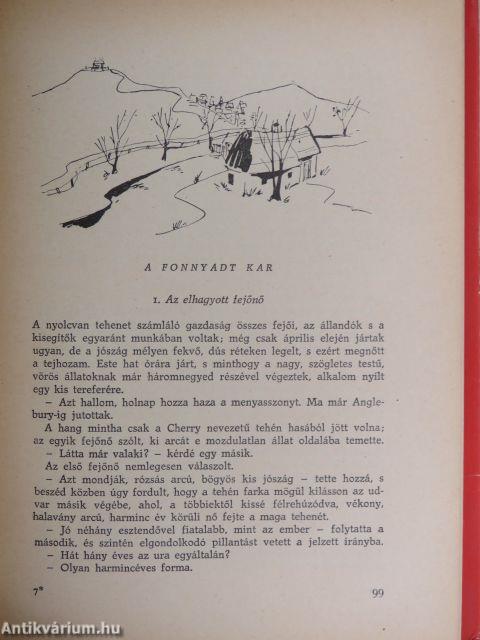 A FONNYADT KAR
1. Az elhagyott fejőnő
A nyolcvan tehenet számláló gazdaság összes fejői, az állandók s a
kisegítők egyaránt munkában voltak; még csak április elején jártak
ugyan, de a jószág mélyen fekvő, dús réteken legelt, s ezért megnőtt
a tejhozam. Este hat órára járt, s minthogy a nagy, szögletes testű,
vörös állatoknak már háromnegyed részével végeztek, alkalom nyílt
egy kis tereferére.
– Azt hallom, holnap hozza haza a menyasszonyt. Ma már Angle-
bury-ig jutottak.
A hang mintha csak a Cherry nevezetű tehén hasából jött volna;
az egyik fejőnő szólt, ki arcát e mozdulatlan állat oldalába temette.
– Látta már valaki? – kérdé egy másik.
Az első fejőnő nemlegesen válaszolt.
– Azt mondják, rózsás arcú, bögyös kis jószág – tette hozzá, s
beszéd közben úgy fordult, hogy a tehén farka mögül kilásson az ud-
var másik végébe, ahol, a többiektől kissé félrehúzódva, vékony,
halavány arcú, harminc év körüli nő fejte a maga tehenét.
– Jó néhány esztendővel fiatalabb, mint az ember – folytatta a
második, és szintén elgondolkodó pillantást vetett a jelzett irányba.
– Hát hány éves az ura egyáltalán?
– Olyan harmincéves forma.
7*
99
Antikvárium.hu